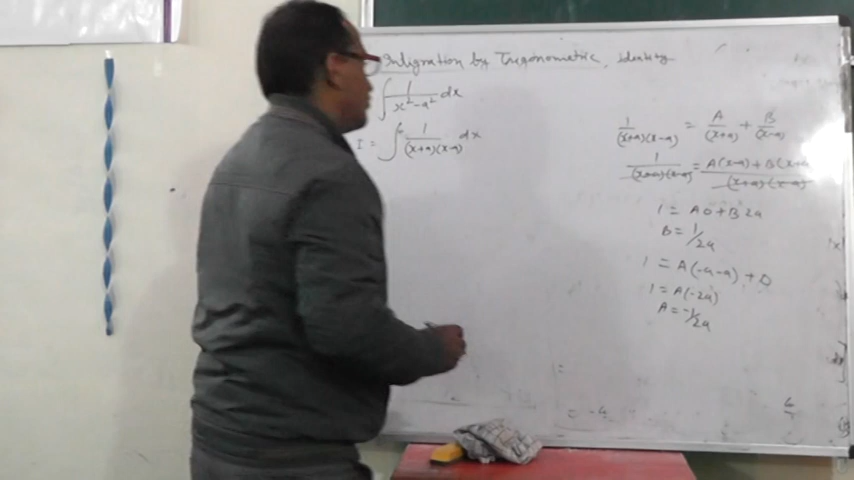 Intigration by Trigonometric, identity
∫ 1/(x²-a²) dx
I = ∫ 1/((x+a)(x-a)) dx
1/((x+a)(x-a)) = A/(x+a) + B/(x-a)
1/((x+a)(x-a)) = A(x-a)+B(x+a/((x+a)(x-a))
1 = A0+B2a
B = 1/2a
1 = A(-a-a)+0
1 = A(-2a)
A = -1/2a
=